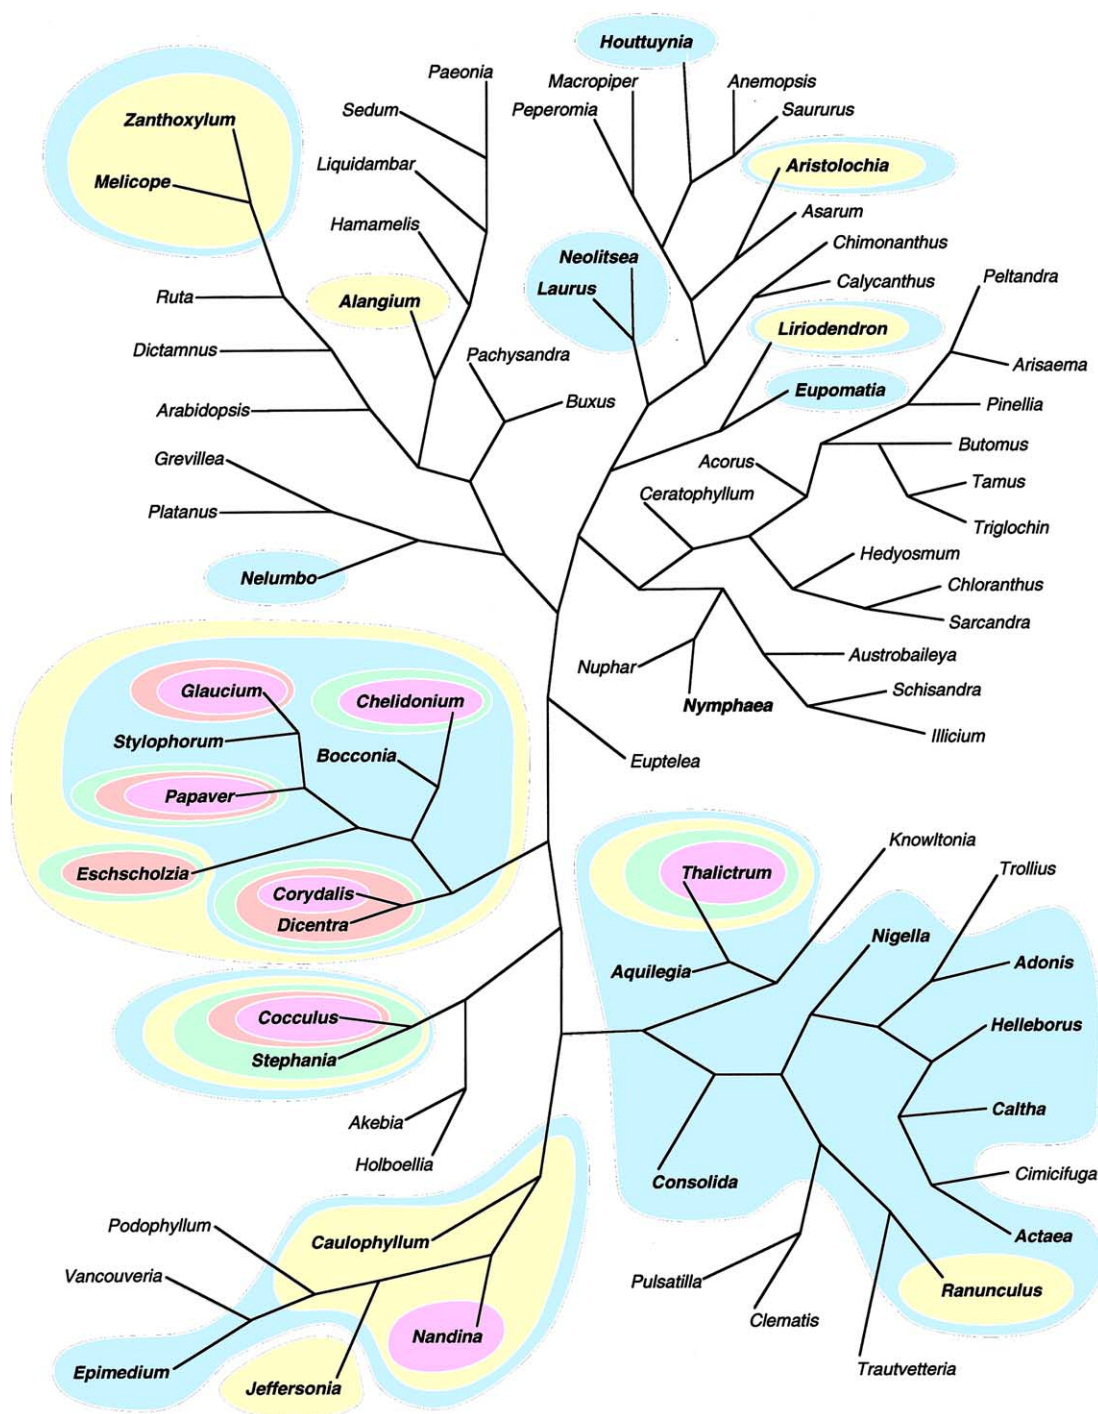 Houttuynia
Paeonia
Macropiper
Anemopsis
Sedum
Peperomia
Saururus
Zanthoxylum
Liquidambar
Aristolochia
Melicope
Hamamelis
Asarum
Chimonanthus
Neolitsea
Calycanthus
Peltandra
Laurus
Ruta
Alangium
Liriodendron
Dictamnus
Pachysandra
Arisaema
Eupomatia
Arabidopsis
Buxus
Pinellia
Grevillea
Acorus
Butomus
Ceratophyllum
Tamus
Platanus
Triglochin
Hedyosmum
Nelumbo
Chloranthus
Sarcandra
Nuphar
Austrobaileya
Glaucium
Chelidonium
Nymphaea
Schisandra
Stylophorum
Bocconia
Euptelea
Illicium
Papaver
Knowltonia
Eschscholzia
Corydalis
Thalictrum
Trollius
Dicentra
Nigella
Aquilegia
Adonis
Cocculus
Helleborus
Stephania
Akebia
Caltha
Holboellia
Consolida
Cimicifuga
Podophyllum
Caulophyllum
Actaea
Vancouveria
Pulsatilla
Ranunculus
Clematis
Nandina
Epimedium
Trautvetteria
Jeffersonia